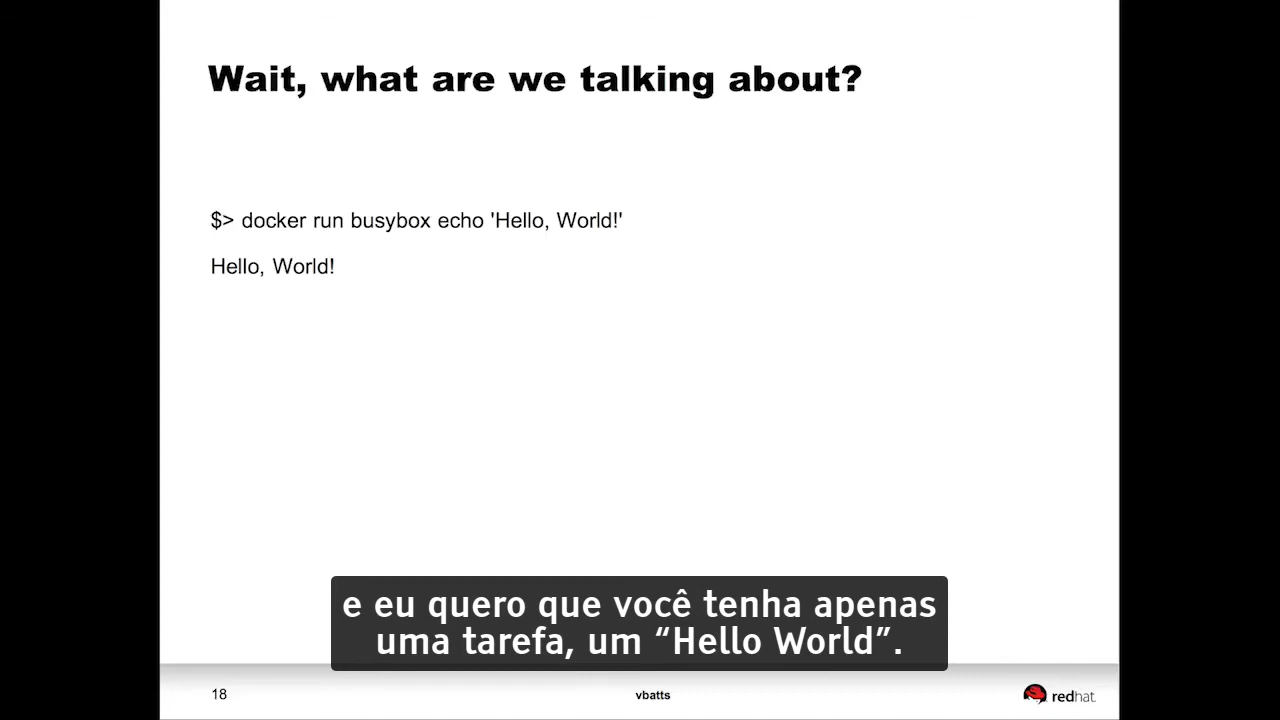 Wait, what are we talking about?
$> docker run busybox echo 'Hello, World!'
Hello, World!
e eu quero que você tenha apenas
uma tarefa, um “Hello World”.
18
vbatts
redhat.